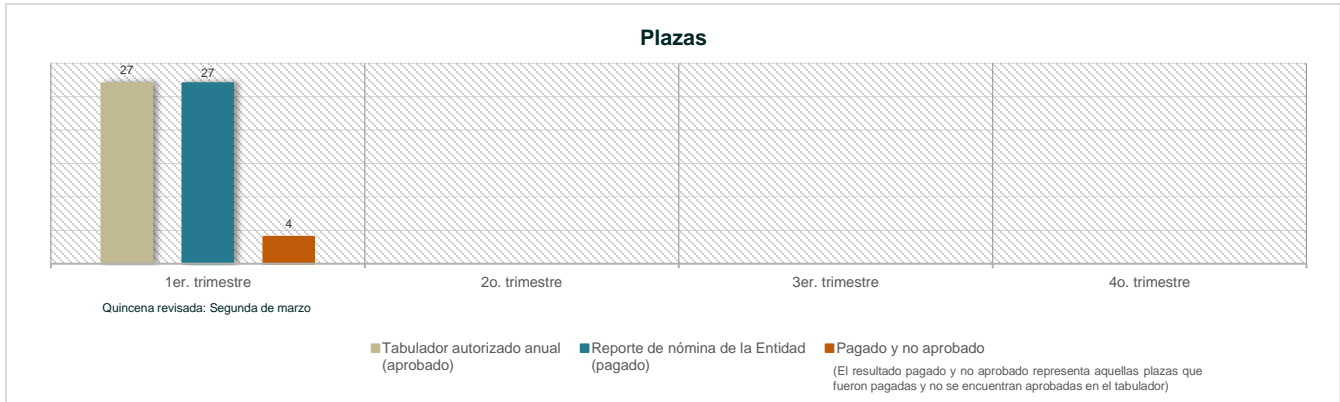 Plazas
27
27
4
1er. trimestre
2o. trimestre
3er. trimestre
4o. trimestre
Quincena revisada: Segunda de marzo
Tabulador autorizado anual
(aprobado)
Reporte de nómina de la Entidad
(pagado)
Pagado y no aprobado
(El resultado pagado y no aprobado representa aquellas plazas que
fueron pagadas y no se encuentran aprobadas en el tabulador)